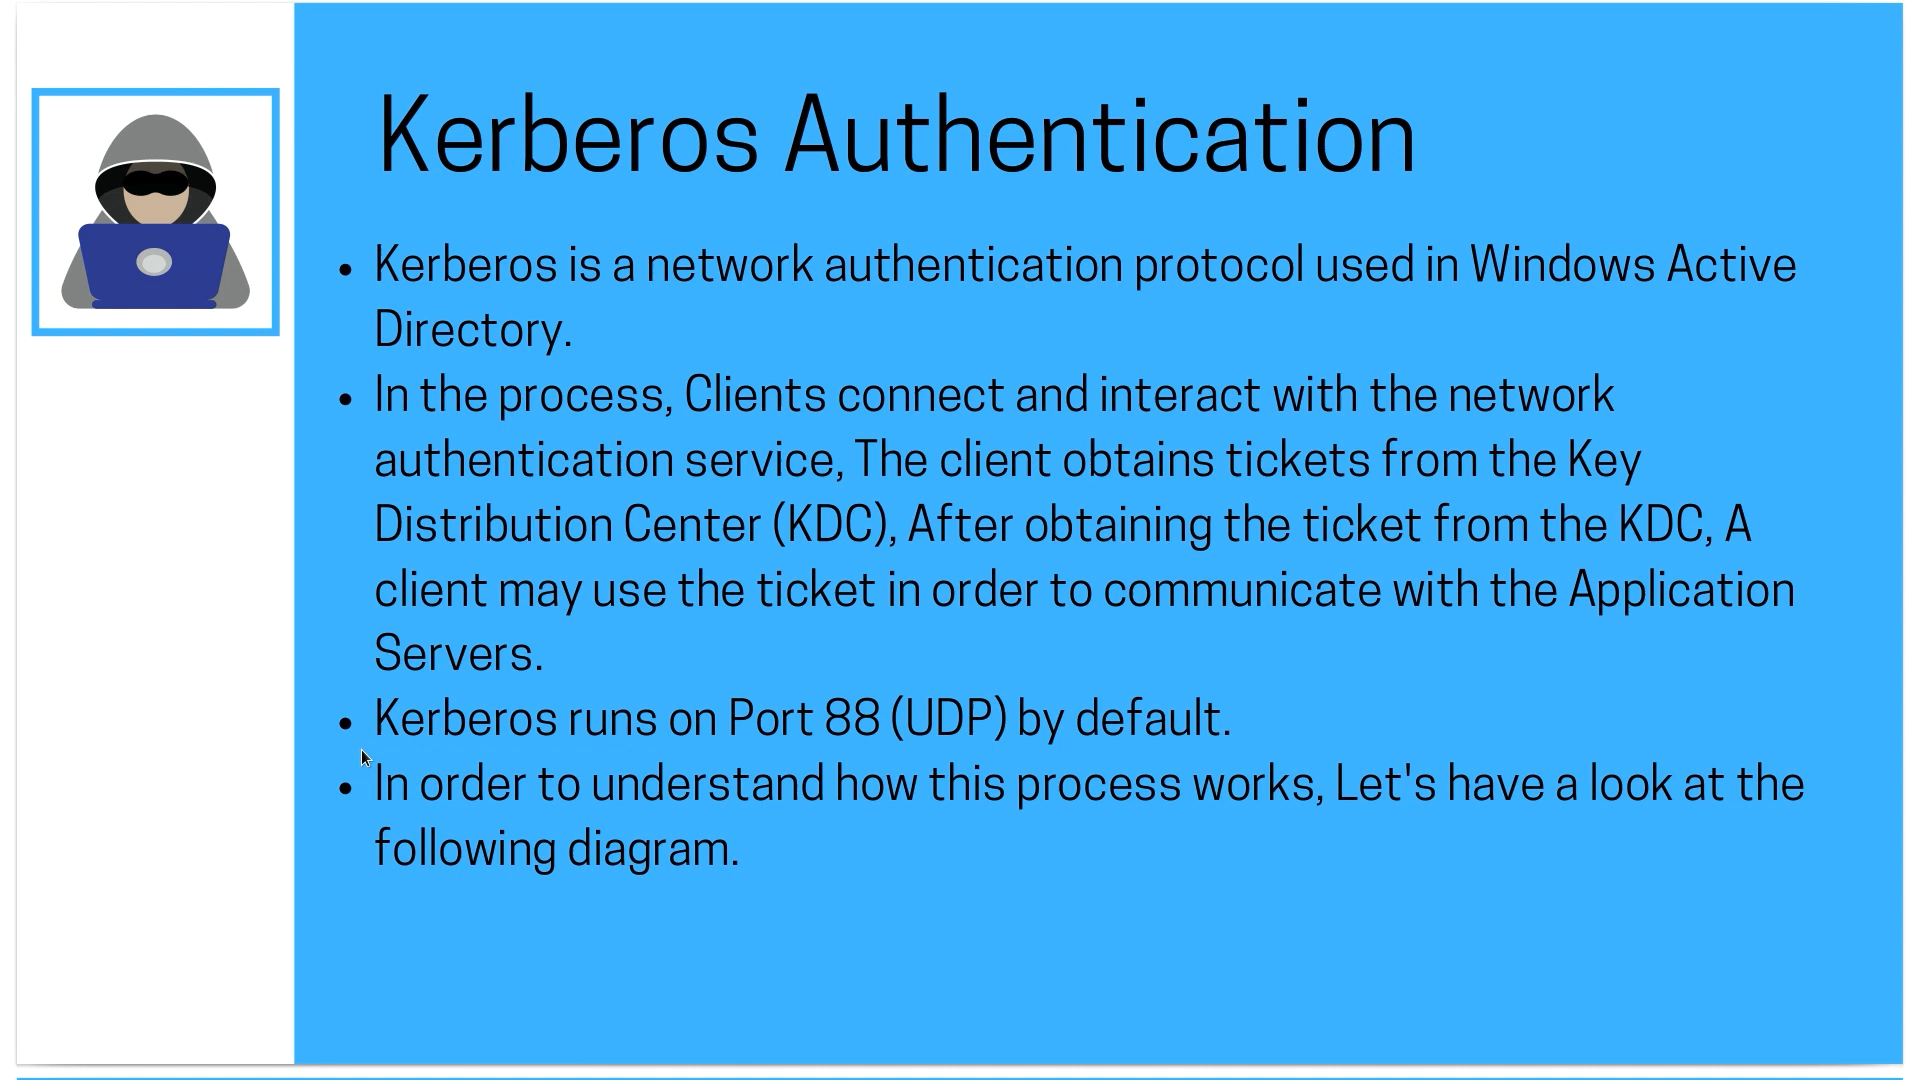 Kerberos Authentication
• Kerberos is a network authentication protocol used in Windows Active
Directory.
• In the process, Clients connect and interact with the network
authentication service, The client obtains tickets from the Key
Distribution Center (KDC), After obtaining the ticket from the KDC, A
client may use the ticket in order to communicate with the Application
Servers.
• Kerberos runs on Port 88 (UDP) by default.
• In order to understand how this process works, Let's have a look at the
following diagram.